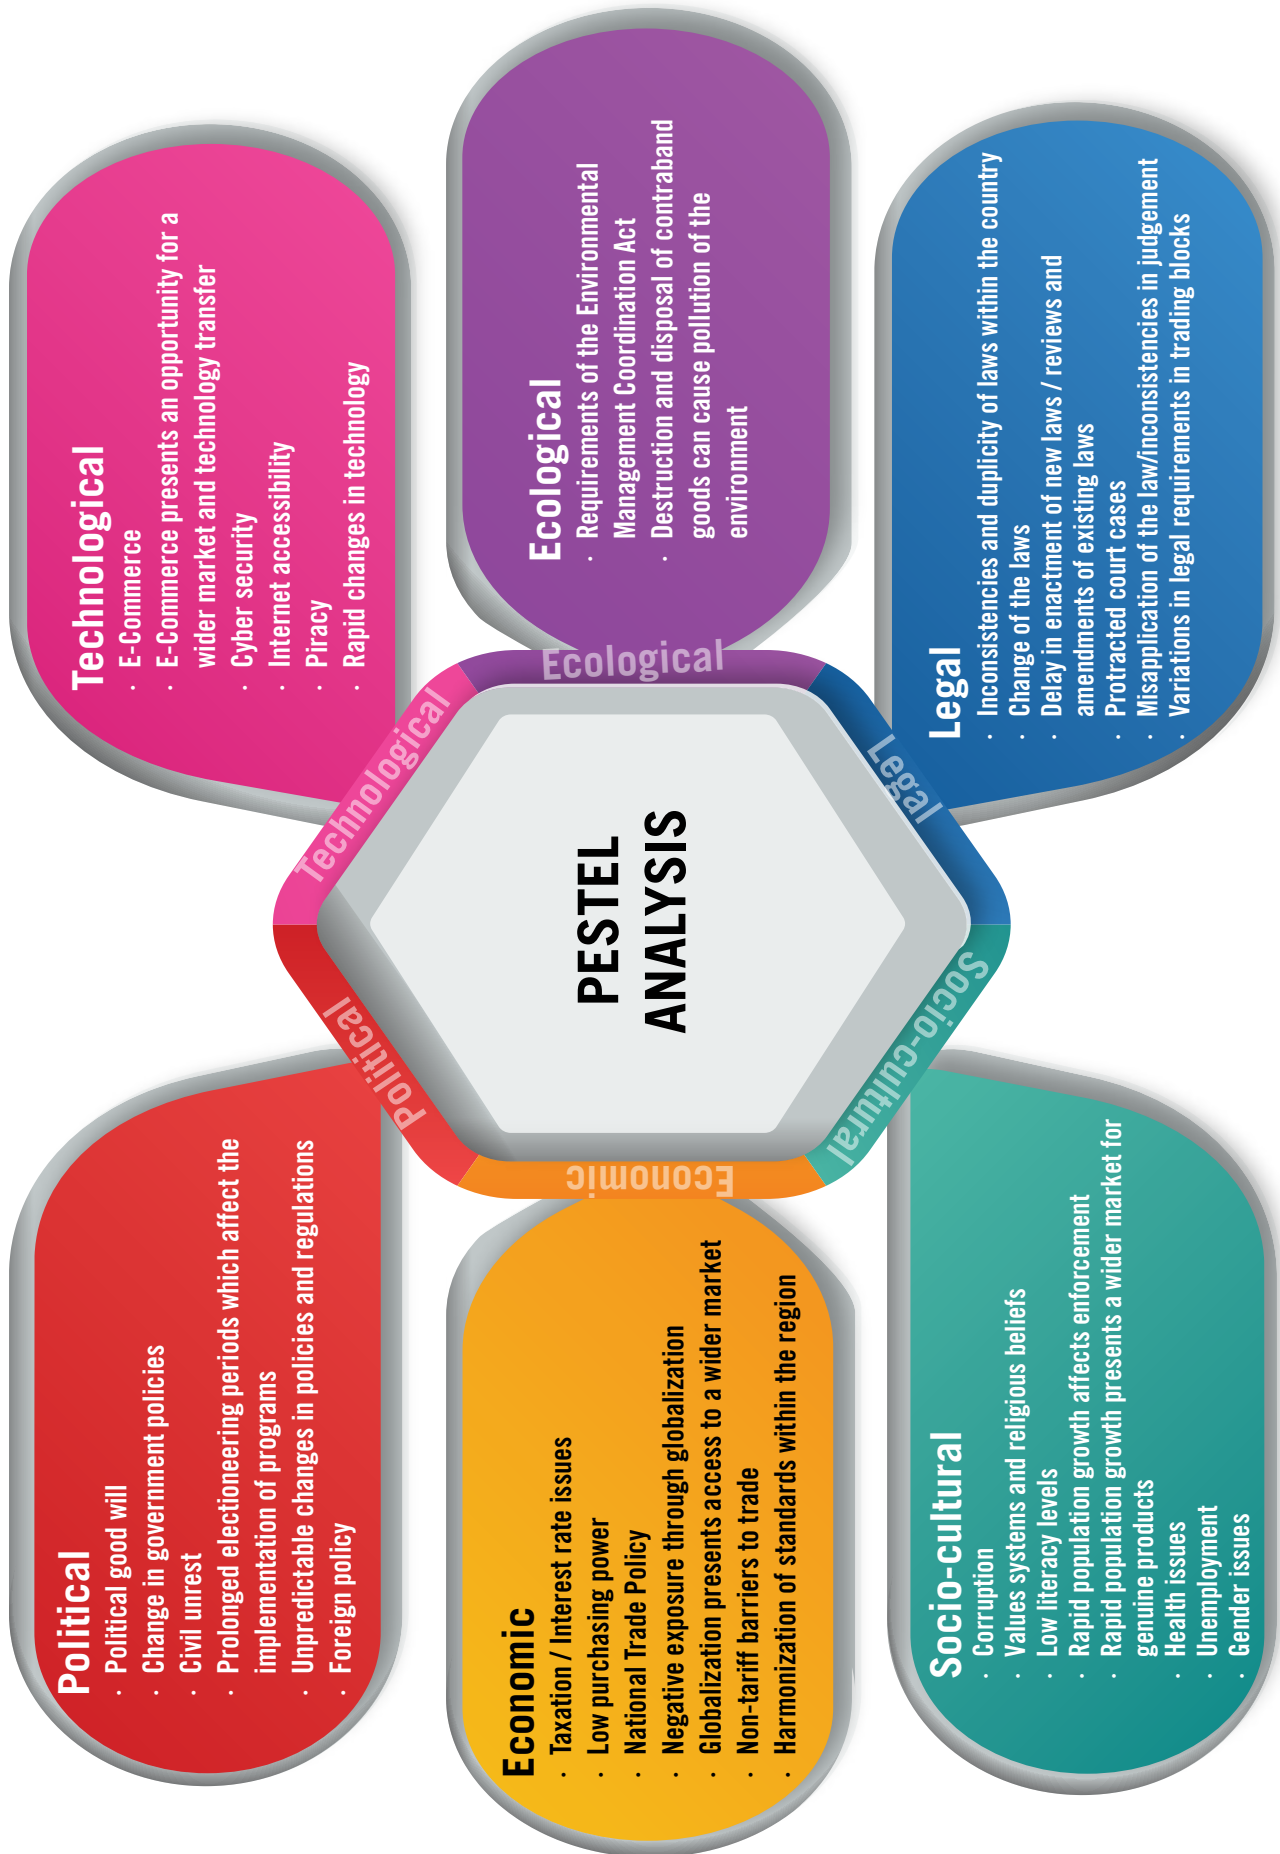 Political
· Political good will
· Change in government policies
· Civil unrest
· Prolonged electioneering periods which affect the
implementation of programs
· Unpredictable changes in policies and regulations
· Foreign policy
Technological
· E-Commerce
· E-Commerce presents an opportunity for a
wider market and technology transfer
· Cyber security
· Internet accessibility
· Piracy
· Rapid changes in technology
Economic
· Taxation / Interest rate issues
· Low purchasing power
· National Trade Policy
· Negative exposure through globalization
· Globalization presents access to a wider market
· Non-tariff barriers to trade
· Harmonization of standards within the region
Political
Technological
Economic
PESTEL
ANALYSIS
Ecological
Socio-cultural
Legal
Ecological
· Requirements of the Environmental
Management Coordination Act
· Destruction and disposal of contraband
goods can cause pollution of the
environment
Socio-cultural
· Corruption
· Values systems and religious beliefs
· Low literacy levels
· Rapid population growth affects enforcement
· Rapid population growth presents a wider market for
genuine products
· Health issues
· Unemployment
· Gender issues
Legal
· Inconsistencies and duplicity of laws within the country
· Change of the laws
· Delay in enactment of new laws / reviews and
amendments of existing laws
· Protracted court cases
· Misapplication of the law/inconsistencies in judgement
· Variations in legal requirements in trading blocks